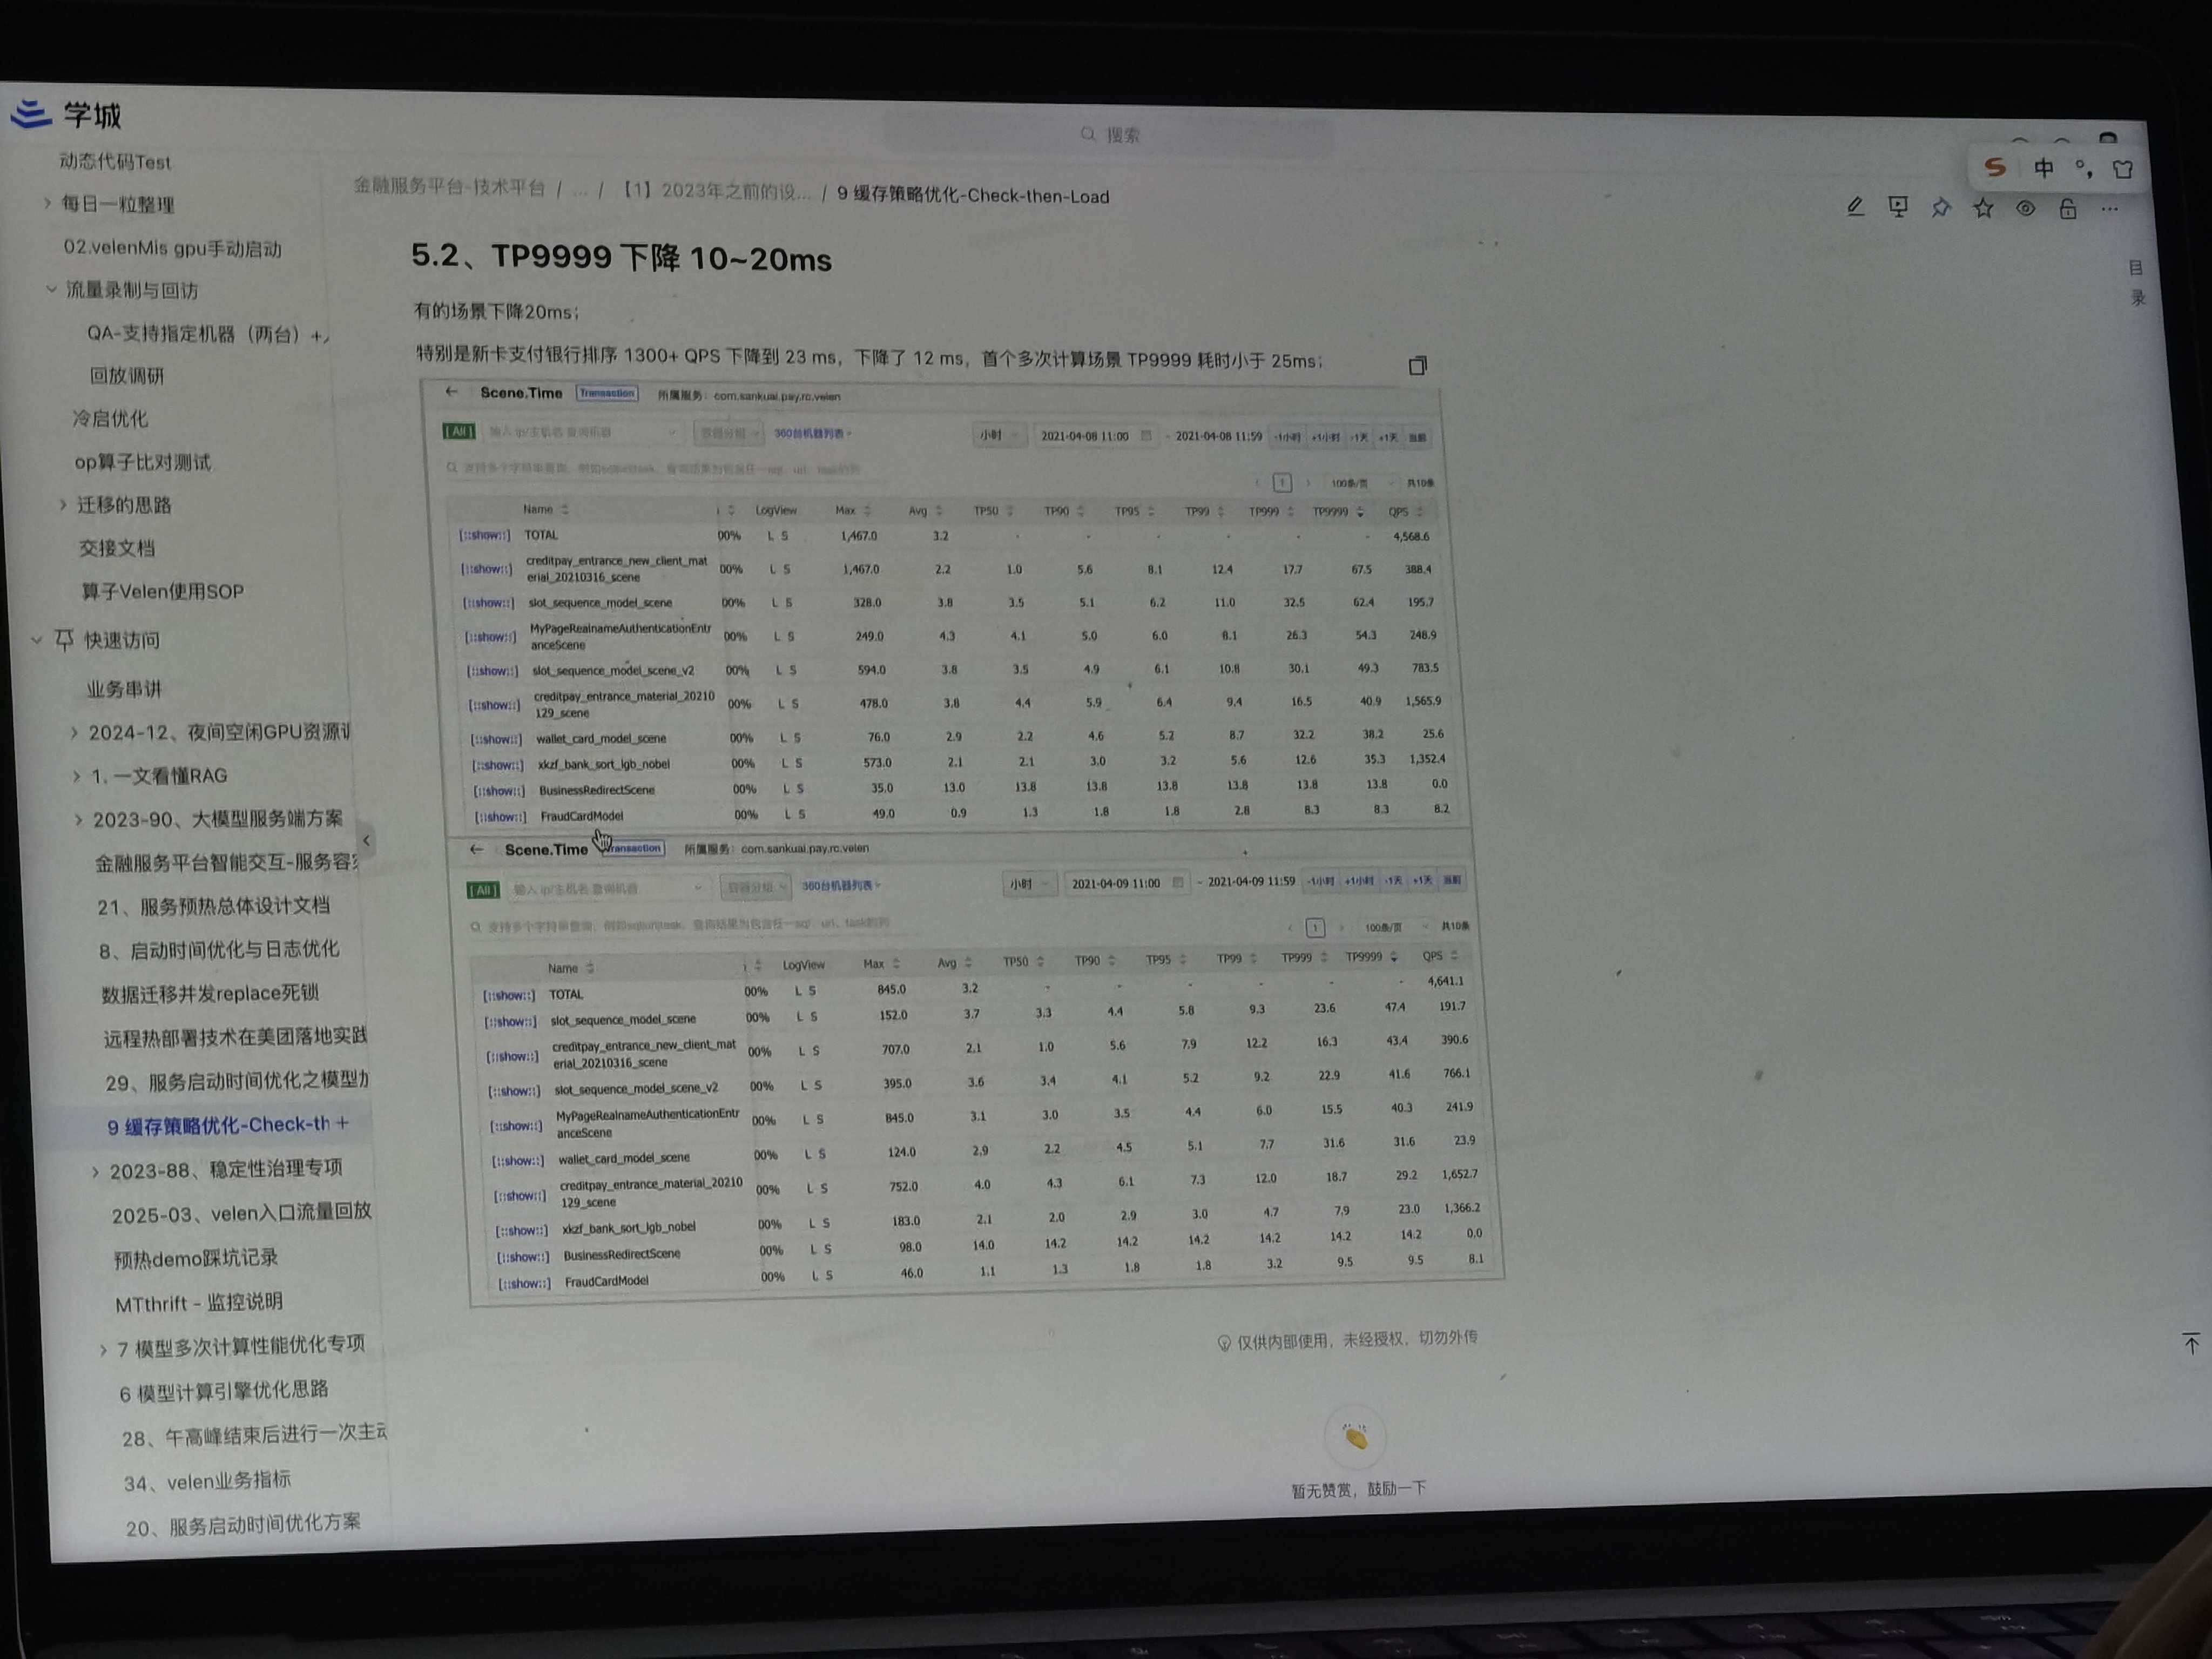 学城
搜索
中
动态代码Test
每日一粒整理
02.velenMis gpu手动启动
流量录制与回访
QA-支持指定机器（两台）+
回放调研
冷启优化
op算子比对测试
迁移的思路
交接文档
算子Velen使用SOP
快速访问
业务串讲
2024-12、夜间空闲GPU资源
1. 一文看懂RAG
2023-90、大模型服务端方案
金融服务平台智能交互-服务容
21、服务预热总体设计文档
8、启动时间优化与日志优化
数据迁移并发replace死锁
远程热部署技术在美团落地实践
29、服务启动时间优化之模型加
9 缓存策略优化-Check-th +
2023-88、稳定性治理专项
2025-03、velen入口流量回放
预热demo踩坑记录
MTthrift - 监控说明
7 模型多次计算性能优化专项
6 模型计算引擎优化思路
28、午高峰结束后进行一次主动
34、velen业务指标
20、服务启动时间优化方案
金融服务平台-技术平台 / ... / 【1】2023年之前的设... / 9 缓存策略优化-Check-then-Load
目录
5.2、TP9999 下降 10~20ms
有的场景下降20ms；
特别是新卡支付银行排序 1300+ QPS 下降到 23 ms，下降了 12 ms，首个多次计算场景 TP9999 耗时小于 25ms；
Scene.Time Transaction 所属服务：com.sankuai.pay.rc.velen
[All] 输入 ip/主机名 查询机器 容器分组 360台机器列表 小时 2021-04-08 11:00 - 2021-04-08 11:59 -1小时 +1小时 -1天 +1天 当前
1 100条/页 共10条
Name LogView Max Avg TP50 TP90 TP95 TP99 TP999 TP9999 QPS
[::show::] TOTAL 00% L S 1,467.0 3.2 - - - - - - 4,568.6
[::show::] creditpay_entrance_new_client_mat
erial_20210316_scene 00% L S 1,467.0 2.2 1.0 5.6 8.1 12.4 17.7 67.5 388.4
[::show::] slot_sequence_model_scene 00% L S 328.0 3.8 3.5 5.1 6.2 11.0 32.5 62.4 195.7
[::show::] MyPageRealnameAuthenticationEntr
anceScene 00% L S 249.0 4.3 4.1 5.0 6.0 8.1 26.3 54.3 248.9
[::show::] slot_sequence_model_scene_v2 00% L S 594.0 3.8 3.5 4.9 6.1 10.8 30.1 49.3 783.5
[::show::] creditpay_entrance_material_20210
129_scene 00% L S 478.0 3.8 4.4 5.9 6.4 9.4 16.5 40.9 1,565.9
[::show::] wallet_card_model_scene 00% L S 76.0 2.9 2.2 4.6 5.2 8.7 32.2 38.2 25.6
[::show::] xkzf_bank_sort_lgb_nobel 00% L S 573.0 2.1 2.1 3.0 3.2 5.6 12.6 35.3 1,352.4
[::show::] BusinessRedirectScene 00% L S 35.0 13.0 13.8 13.8 13.8 13.8 13.8 13.8 0.0
[::show::] FraudCardModel 00% L S 49.0 0.9 1.3 1.8 1.8 2.8 8.3 8.3 8.2
Scene.Time Transaction 所属服务：com.sankuai.pay.rc.velen
[All] 输入 ip/主机名 查询机器 容器分组 360台机器列表 小时 2021-04-09 11:00 - 2021-04-09 11:59 -1小时 +1小时 -1天 +1天 当前
1 100条/页 共10条
Name LogView Max Avg TP50 TP90 TP95 TP99 TP999 TP9999 QPS
[::show::] TOTAL 00% L S 845.0 3.2 - - - - - - 4,641.1
[::show::] slot_sequence_model_scene 00% L S 152.0 3.7 3.3 4.4 5.8 9.3 23.6 47.4 191.7
[::show::] creditpay_entrance_new_client_mat
erial_20210316_scene 00% L S 707.0 2.1 1.0 5.6 7.9 12.2 16.3 43.4 390.6
[::show::] slot_sequence_model_scene_v2 00% L S 395.0 3.6 3.4 4.1 5.2 9.2 22.9 41.6 766.1
[::show::] MyPageRealnameAuthenticationEntr
anceScene 00% L S 845.0 3.1 3.0 3.5 4.4 6.0 15.5 40.3 241.9
[::show::] wallet_card_model_scene 00% L S 124.0 2.9 2.2 4.5 5.1 7.7 31.6 31.6 23.9
[::show::] creditpay_entrance_material_20210
129_scene 00% L S 752.0 4.0 4.3 6.1 7.3 12.0 18.7 29.2 1,652.7
[::show::] xkzf_bank_sort_lgb_nobel 00% L S 183.0 2.1 2.0 2.9 3.0 4.7 7.9 23.0 1,366.2
[::show::] BusinessRedirectScene 00% L S 98.0 14.0 14.2 14.2 14.2 14.2 14.2 14.2 0.0
[::show::] FraudCardModel 00% L S 46.0 1.1 1.3 1.8 1.8 3.2 9.5 9.5 8.1
仅供内部使用，未经授权，切勿外传
暂无赞赏，鼓励一下